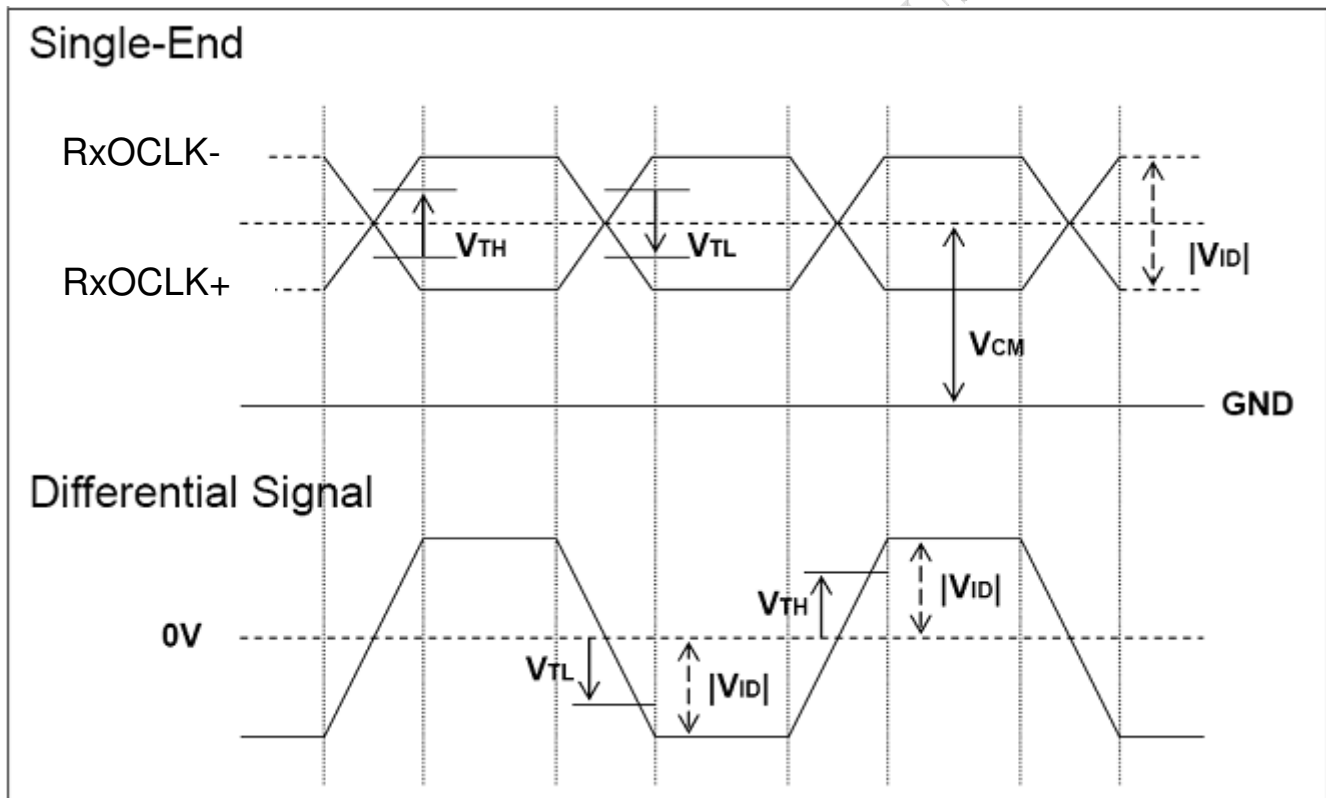 Single-End
RxOCLK-
VTH
VTL
|VID|
RxOCLK+
VCM
GND
Differential Signal
VTH
|VID|
0V
VTL
|VID|